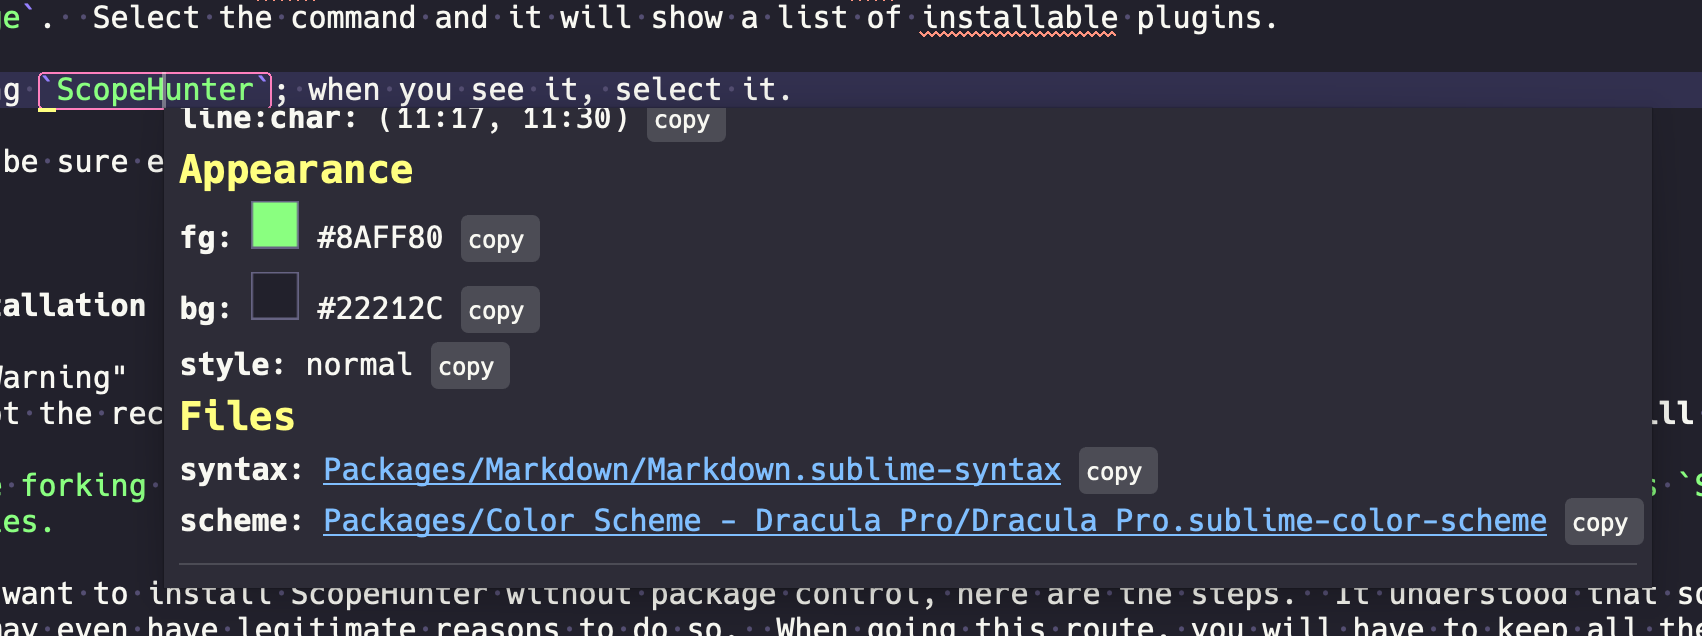 e`. Select the command and it will show a list of installable plugins.
g `ScopeHunter`; when you see it, select it.
line:char: (11:17, 11:30) copy
be sure e
Appearance
fg: #8AFF80 copy
bg: #22212C copy
allation
style: normal copy
arning"
t the rec
ll
Files
syntax: Packages/Markdown/Markdown.sublime-syntax copy
forking
s `S
scheme: Packages/Color Scheme - Dracula Pro/Dracula Pro.sublime-color-scheme copy
es.
want to install ScopeHunter without package control, here are the steps. It understood that so
may even have legitimate reasons to do so. When going this route, you will have to keep all the